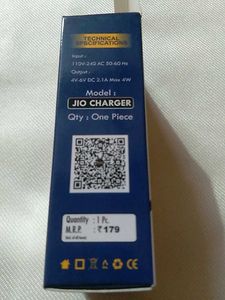 TECHNICAL
SPECIFICATIONS
Input :
110V-240 AC 50-60 Hz
Output :
4V-6V DC 2.1A Max 4W
Model :
JIO CHARGER
Qty : One Piece
Quantity : 1 Pc.
M.R.P. : ₹ 179